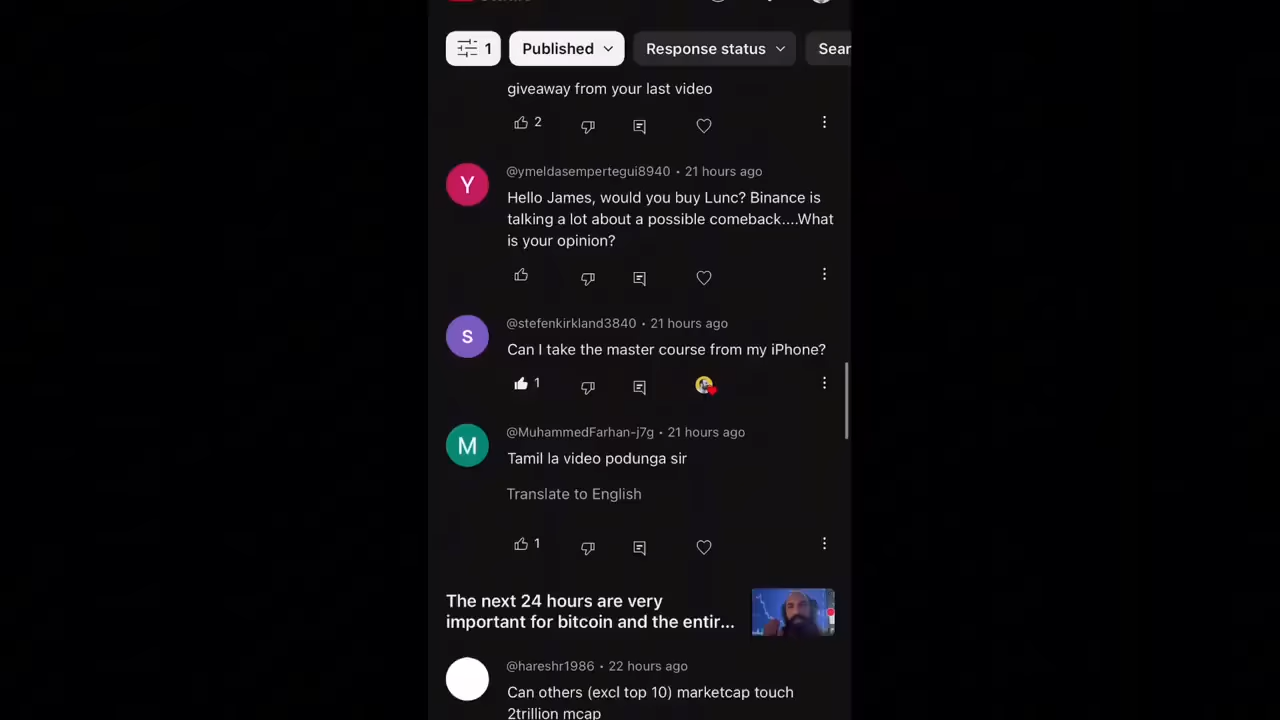 1
Published
Response status
Sear
giveaway from your last video
2
Y
@ymeldasempertegui8940 • 21 hours ago
Hello James, would you buy Lunc? Binance is
talking a lot about a possible comeback....What
is your opinion?
S
@stefenkirkland3840 • 21 hours ago
Can I take the master course from my iPhone?
1
M
@MuhammedFarhan-j7g • 21 hours ago
Tamil la video podunga sir
Translate to English
1
The next 24 hours are very
important for bitcoin and the entir...
@hareshr1986 • 22 hours ago
Can others (excl top 10) marketcap touch
2trillion mcap